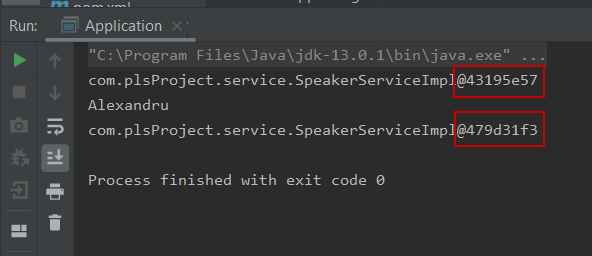 Run: Application ×
"C:\Program Files\Java\jdk-13.0.1\bin\java.exe" ...
com.plsProject.service.SpeakerServiceImpl@43195e57
Alexandru
com.plsProject.service.SpeakerServiceImpl@479d31f3
Process finished with exit code 0